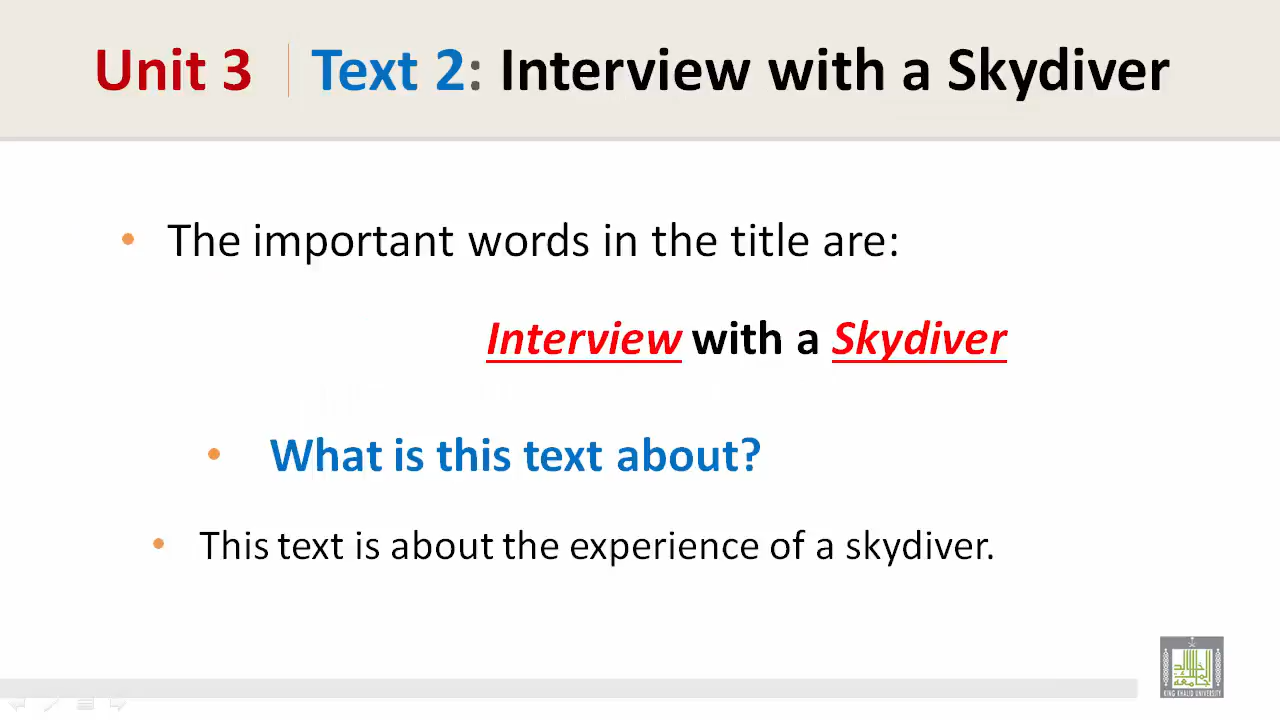 Unit 3 Text 2: Interview with a Skydiver
• The important words in the title are:
Interview with a Skydiver
• What is this text about?
• This text is about the experience of a skydiver.
KING KHALID UNIVERSITY